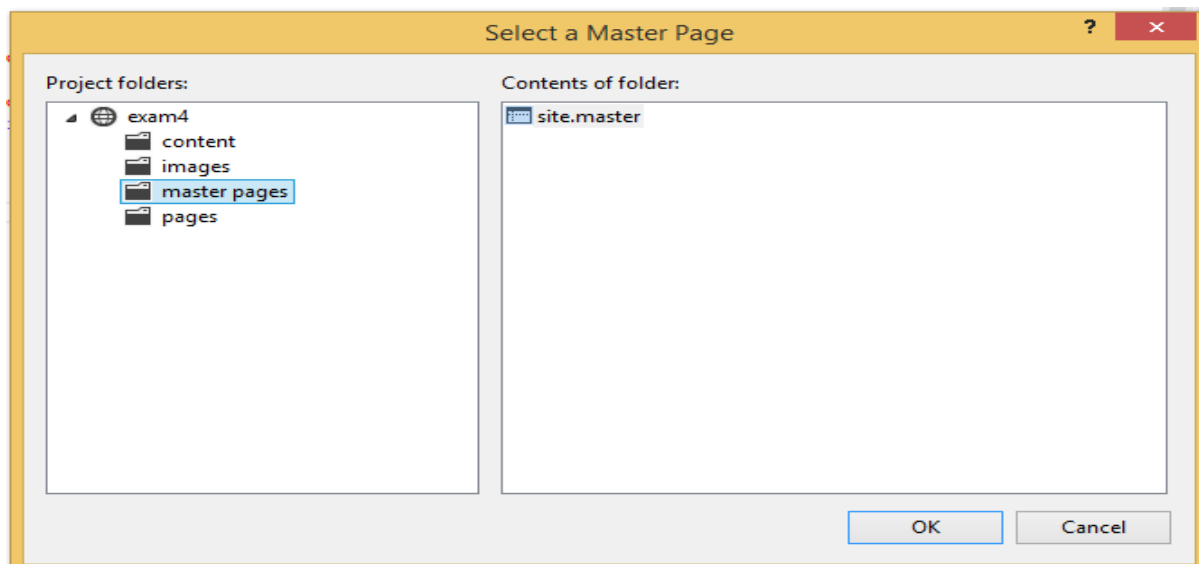 Select a Master Page
?
Project folders:
Contents of folder:
exam4
content
images
master pages
pages
site.master
OK
Cancel